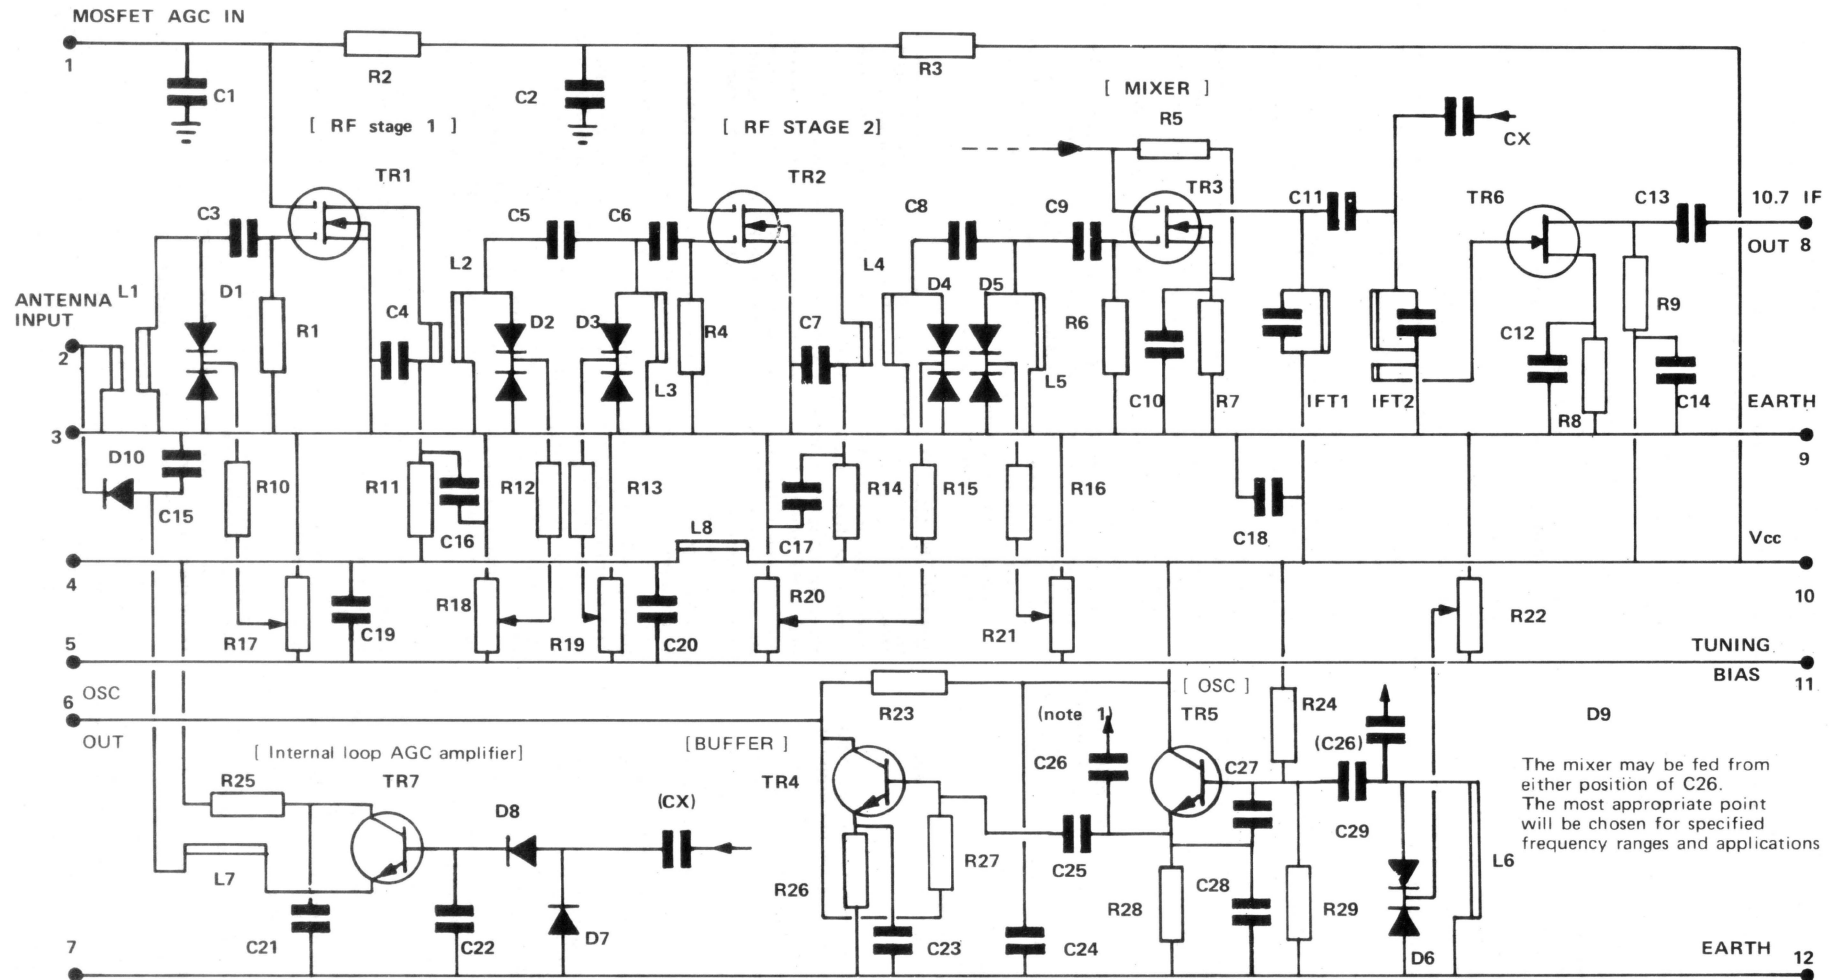 MOSFET AGC IN
1
R2
R3
C1
C2
[ RF stage 1 ]
[ RF STAGE 2]
[ MIXER ]
R5
CX
TR1
TR2
TR3
TR6
C3
C5
C6
C8
C9
C11
C13
10.7 IF
OUT 8
ANTENNA
INPUT
L1
D1
R1
C4
L2
D2
D3
R4
C7
L4
D4
D5
R6
R9
C12
2
L3
L5
C10
R7
IFT1
IFT2
R8
C14
EARTH
3
9
D10
C15
R10
R11
C16
R12
R13
L8
C17
R14
R15
R16
C18
Vcc
4
10
R17
C19
R18
R19
C20
R20
R21
R22
5
TUNING
BIAS
11
6
OSC
OUT
R23
(note 1)
[ OSC ]
TR5
R24
D9
[ Internal loop AGC amplifier]
[BUFFER ]
TR7
TR4
C26
C27
(C26)
The mixer may be fed from
either position of C26.
The most appropriate point
will be chosen for specified
frequency ranges and applications
R25
D8
(CX)
L7
R26
R27
C25
C28
C29
L6
R28
R29
C21
C22
D7
C23
C24
D6
7
EARTH
12